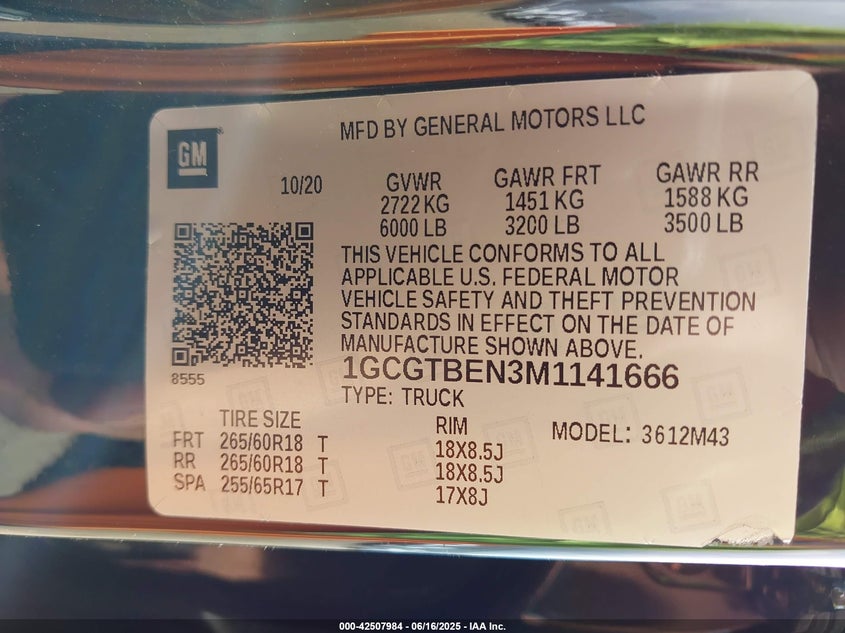 MFD BY GENERAL MOTORS LLC
GM
10/20
GVWR GAWR FRT GAWR RR
2722 KG 1451 KG 1588 KG
6000 LB 3200 LB 3500 LB
THIS VEHICLE CONFORMS TO ALL
APPLICABLE U.S. FEDERAL MOTOR
VEHICLE SAFETY AND THEFT PREVENTION
STANDARDS IN EFFECT ON THE DATE OF
MANUFACTURE SHOWN ABOVE.
8555
1GCGTBEN3M1141666
TYPE: TRUCK
TIRE SIZE RIM MODEL: 3612M43
FRT 265/60R18 T 18X8.5J
RR 265/60R18 T 18X8.5J
SPA 255/65R17 T 17X8J
000-42507984 - 06/16/2025 - IAA Inc.